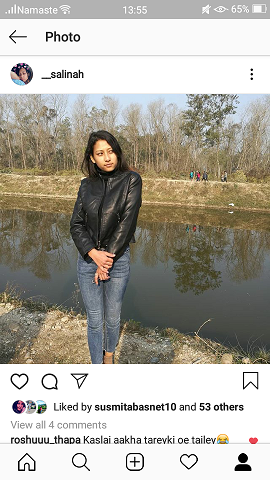 Namaste 13:55 65%
Photo
__salinah
Liked by susmitabasnet10 and 53 others
View all 4 comments
roshuuu_thapa Kaslai aakha tareyki oe tailey😂